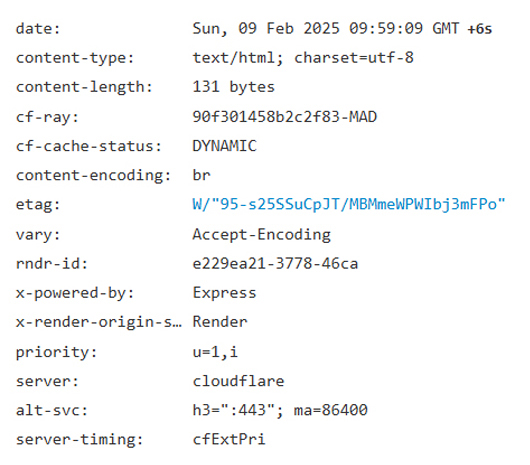 date: Sun, 09 Feb 2025 09:59:09 GMT +6s
content-type: text/html; charset=utf-8
content-length: 131 bytes
cf-ray: 90f301458b2c2f83-MAD
cf-cache-status: DYNAMIC
content-encoding: br
etag: W/"95-s25SSuCpJT/MBMmeWPWIbj3mFPo"
vary: Accept-Encoding
rndr-id: e229ea21-3778-46ca
x-powered-by: Express
x-render-origin-s… Render
priority: u=1,i
server: cloudflare
alt-svc: h3=":443"; ma=86400
server-timing: cfExtPri